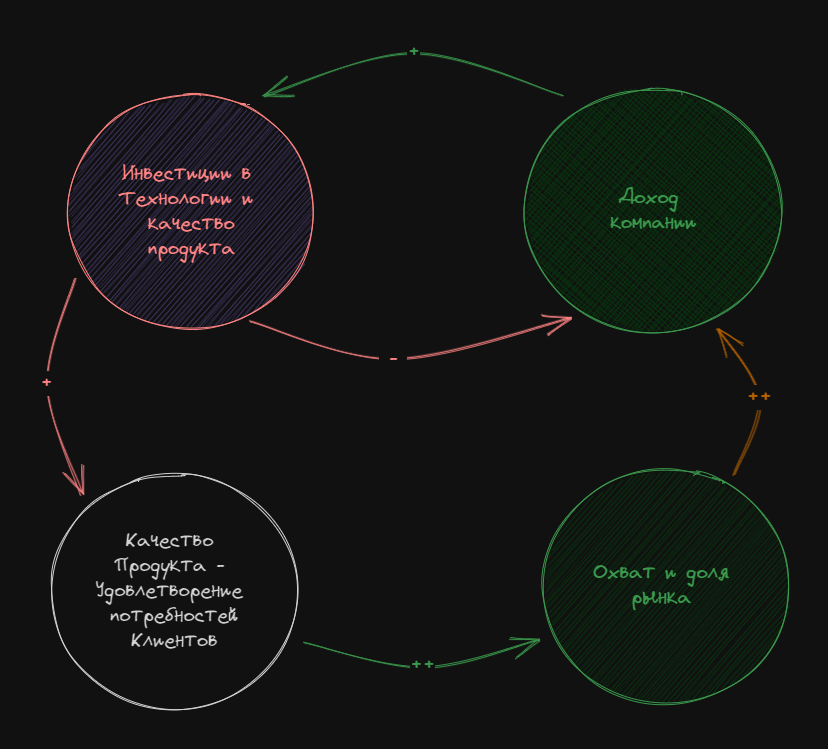 +
Инвестиции в
Технологии и
качество
продукта
Доход
компании
-
+
++
Качество
Продукта -
Удовлетворение
потребностей
Клиентов
Охват и доля
рынка
++